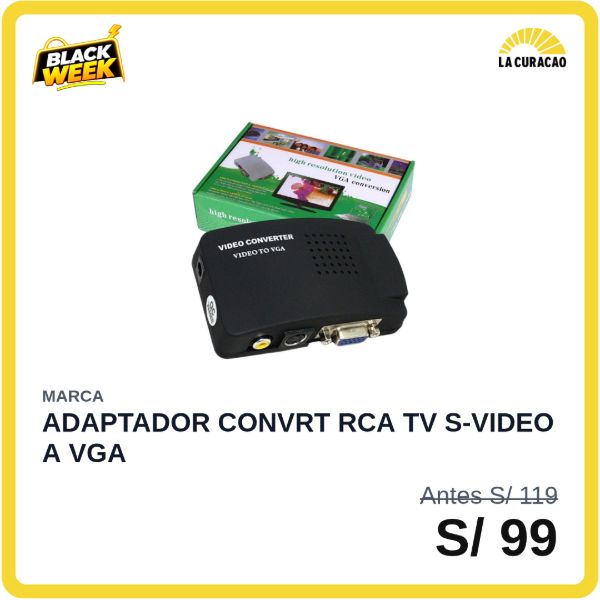 BLACK
WEEK
LA CURACAO
high resolution video
VGA conversion
high resolu
VIDEO CONVERTER
VIDEO TO VGA
MARCA
ADAPTADOR CONVRT RCA TV S-VIDEO
A VGA
Antes S/ 119
S/ 99